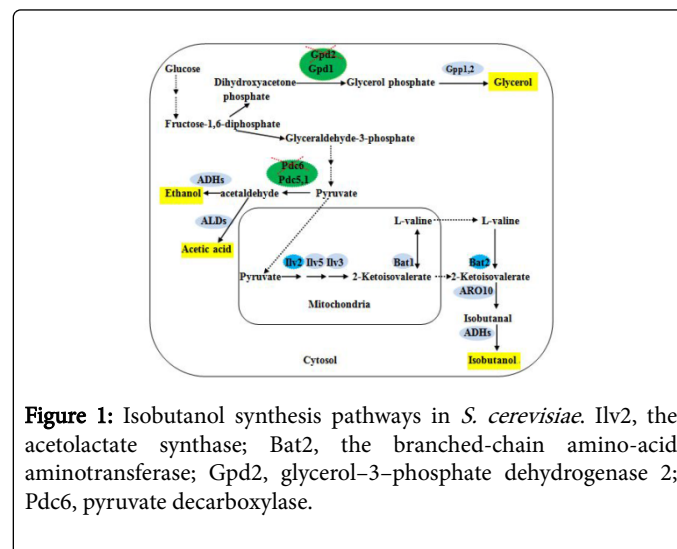 Gpd2
Glucose
Gpd1
Gpp1,2
Dihydroxyacetone
phosphate
Glycerol phosphate
Glycerol
Fructose-1,6-diphosphate
Glyceraldehyde-3-phosphate
Pdc6
ADHs
Pdc5,1
Ethanol
acetaldehyde
Pyruvate
ALDs
L-valine
L-valine
Acetic acid
Ilv2
Ilv5
Ilv3
Bat1
Bat2
Pyruvate
2-Ketoisovalerate
2-Ketoisovalerate
ARO10
Mitochondria
Isobutanal
ADHs
Cytosol
Isobutanol
Figure 1: Isobutanol synthesis pathways in S. cerevisiae. Ilv2, the
acetolactate synthase; Bat2, the branched-chain amino-acid
aminotransferase; Gpd2, glycerol–3–phosphate dehydrogenase 2;
Pdc6, pyruvate decarboxylase.